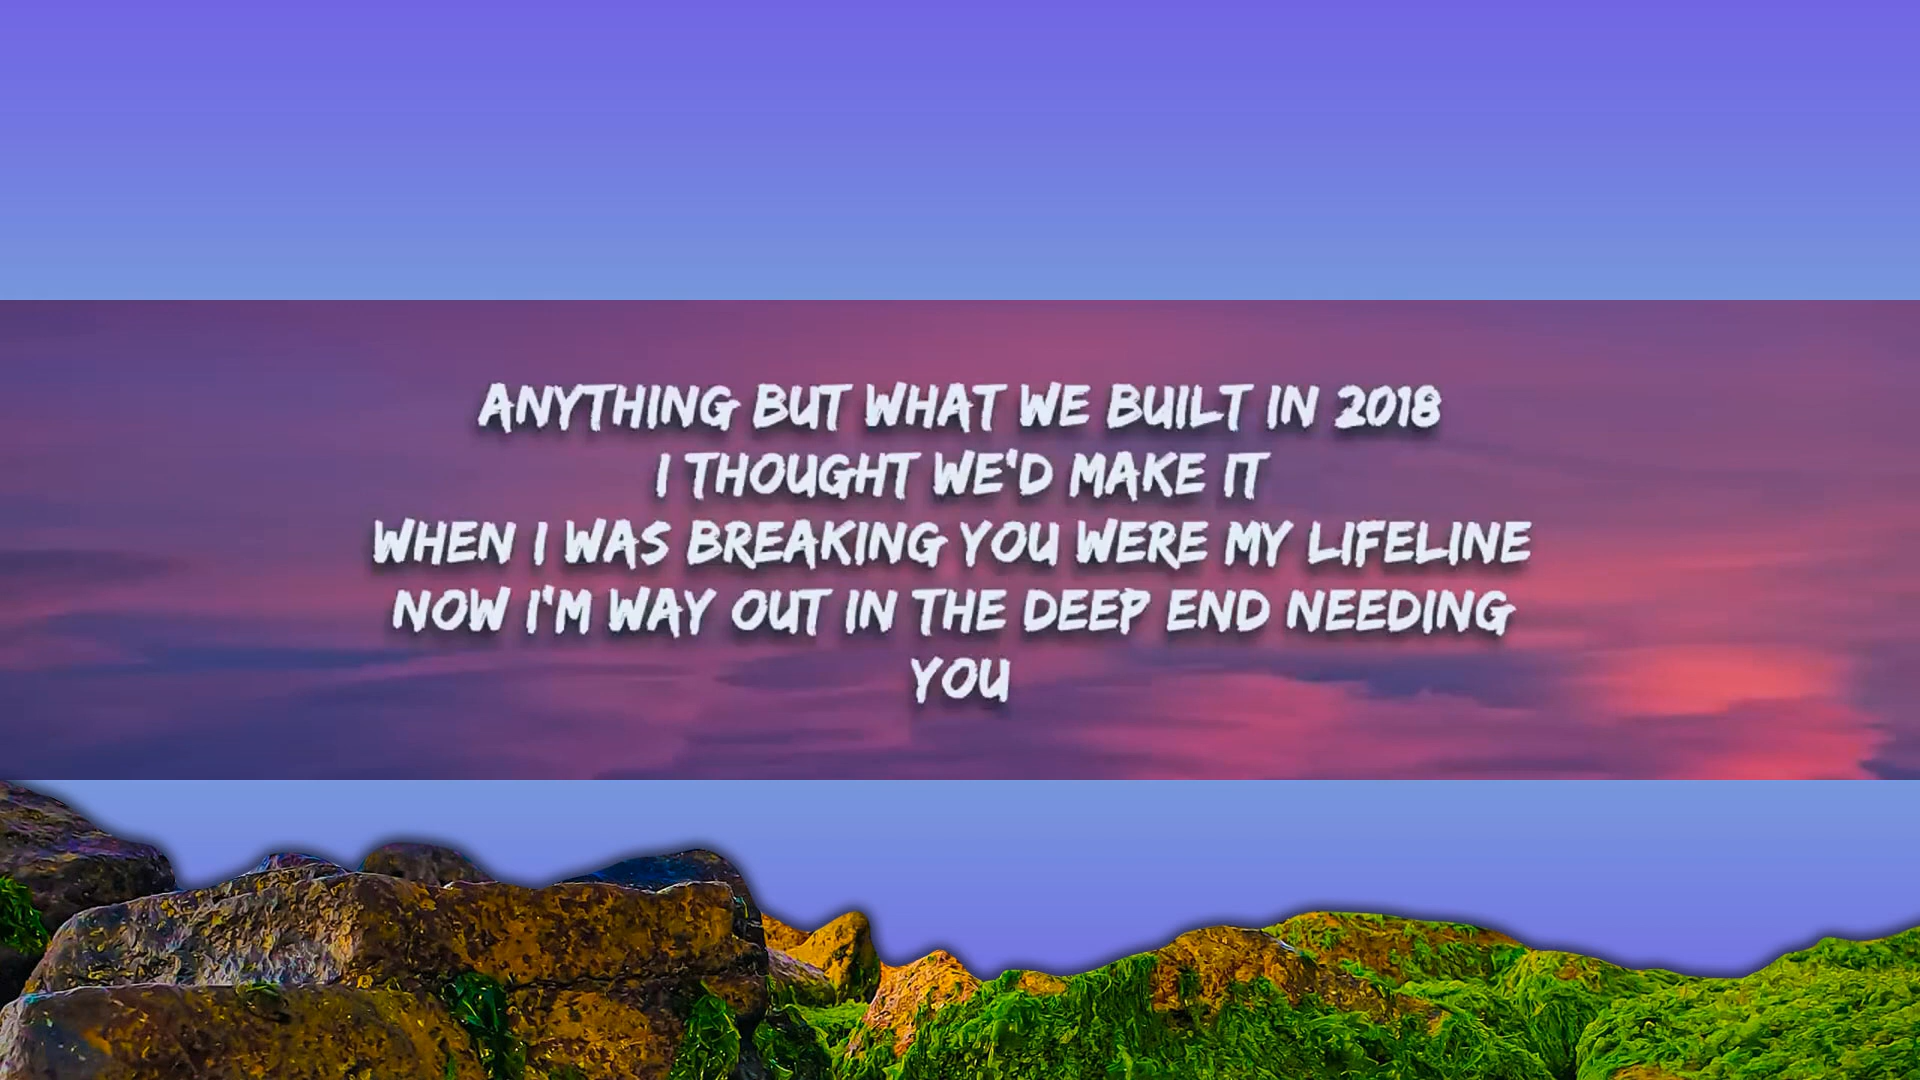 ANYTHING BUT WHAT WE BUILT IN 2018
I THOUGHT WE'D MAKE IT
WHEN I WAS BREAKING YOU WERE MY LIFELINE
NOW I'M WAY OUT IN THE DEEP END NEEDING
YOU